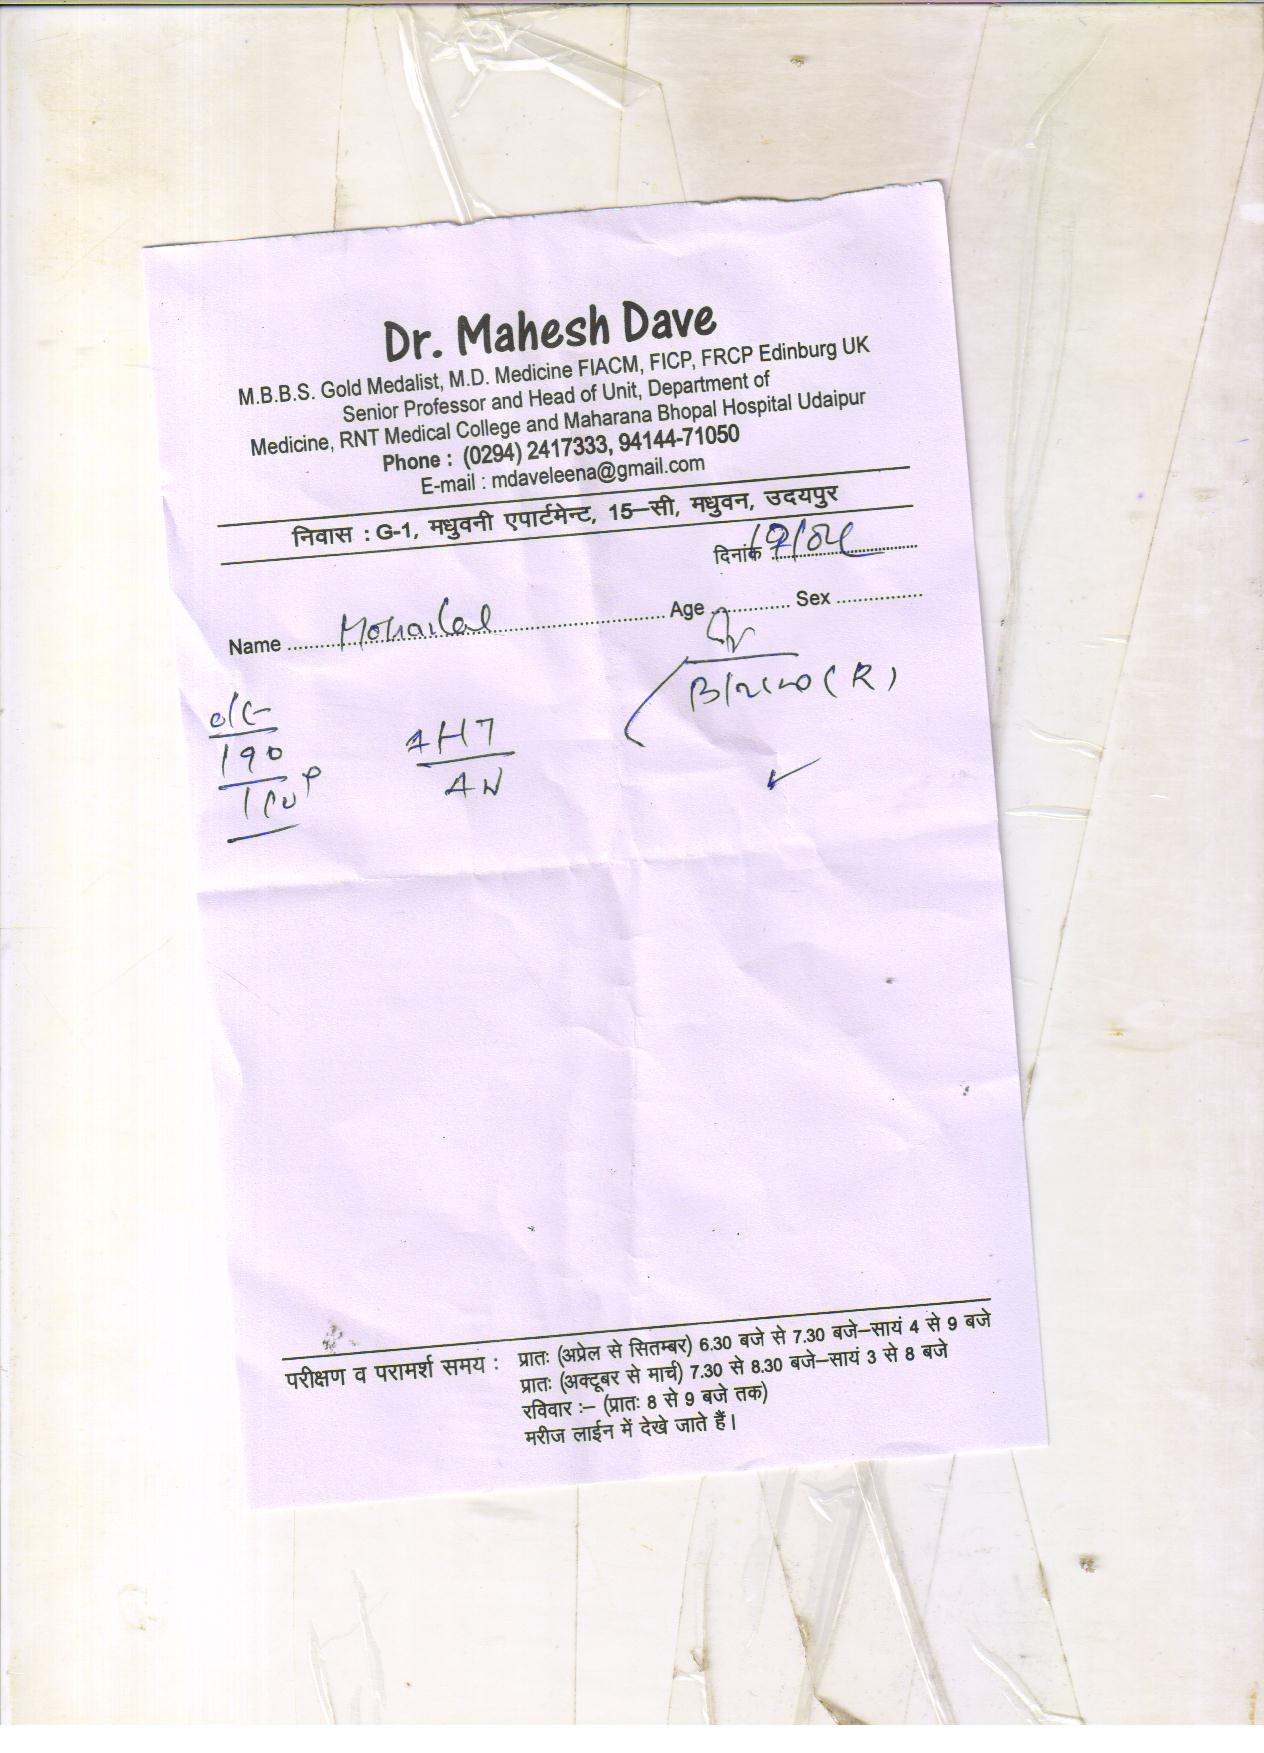 Dr. Mahesh Dave
M.B.B.S. Gold Medalist, M.D. Medicine FIACM, FICP, FRCP Edinburg UK
Senior Professor and Head of Unit, Department of
Medicine, RNT Medical College and Maharana Bhopal Hospital Udaipur
Phone : (0294) 2417333, 94144-71050
E-mail : mdaveleena@gmail.com
निवास : G-1, मधुवनी एपार्टमेन्ट, 15–सी, मधुवन, उदयपुर
दिनांक
Name Age Sex
190
परीक्षण व परामर्श समय : प्रातः (अप्रेल से सितम्बर) 6.30 बजे से 7.30 बजे–सायं 4 से 9 बजे
प्रातः (अक्टूबर से मार्च) 7.30 से 8.30 बजे–सायं 3 से 8 बजे
रविवार :– (प्रातः 8 से 9 बजे तक)
मरीज लाईन में देखे जाते हैं।